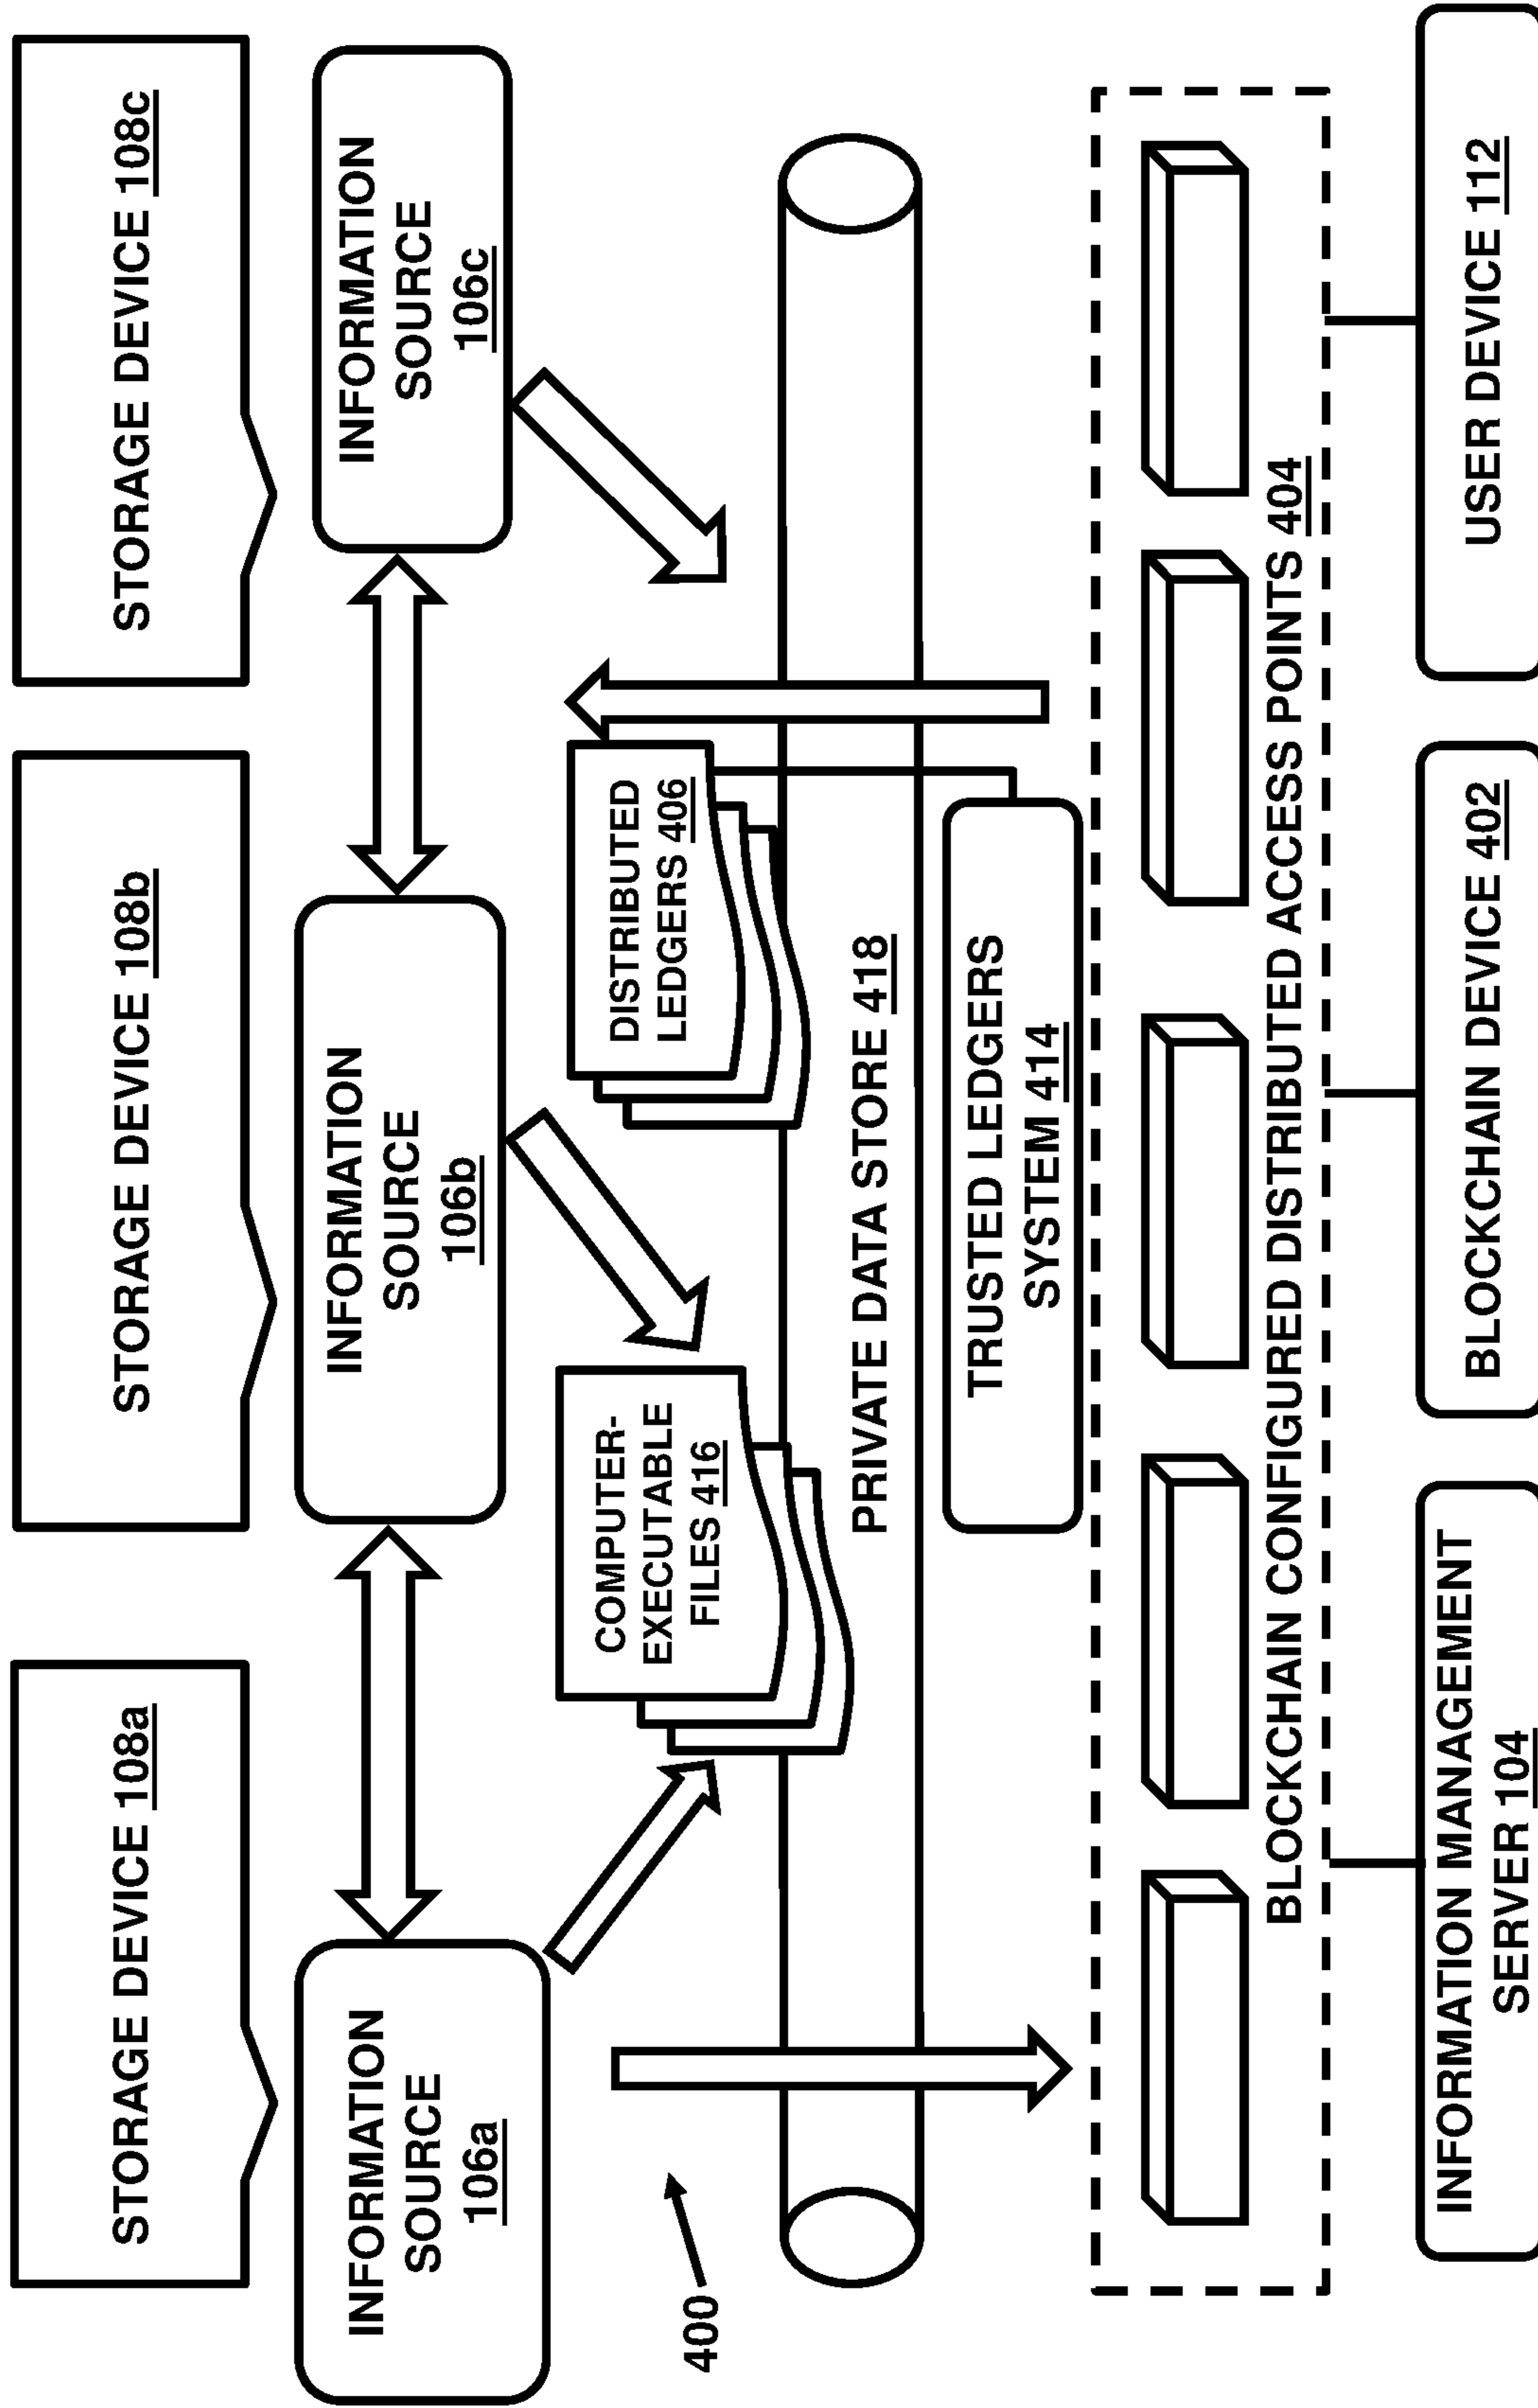 STORAGE DEVICE 108a
STORAGE DEVICE 108b
STORAGE DEVICE 108c
INFORMATION
SOURCE
106a
INFORMATION
SOURCE
106b
INFORMATION
SOURCE
106c
400
COMPUTER-
EXECUTABLE
FILES 416
DISTRIBUTED
LEDGERS 406
PRIVATE DATA STORE 418
TRUSTED LEDGERS
SYSTEM 414
BLOCKCHAIN CONFIGURED DISTRIBUTED ACCESS POINTS 404
INFORMATION MANAGEMENT
SERVER 104
BLOCKCHAIN DEVICE 402
USER DEVICE 112